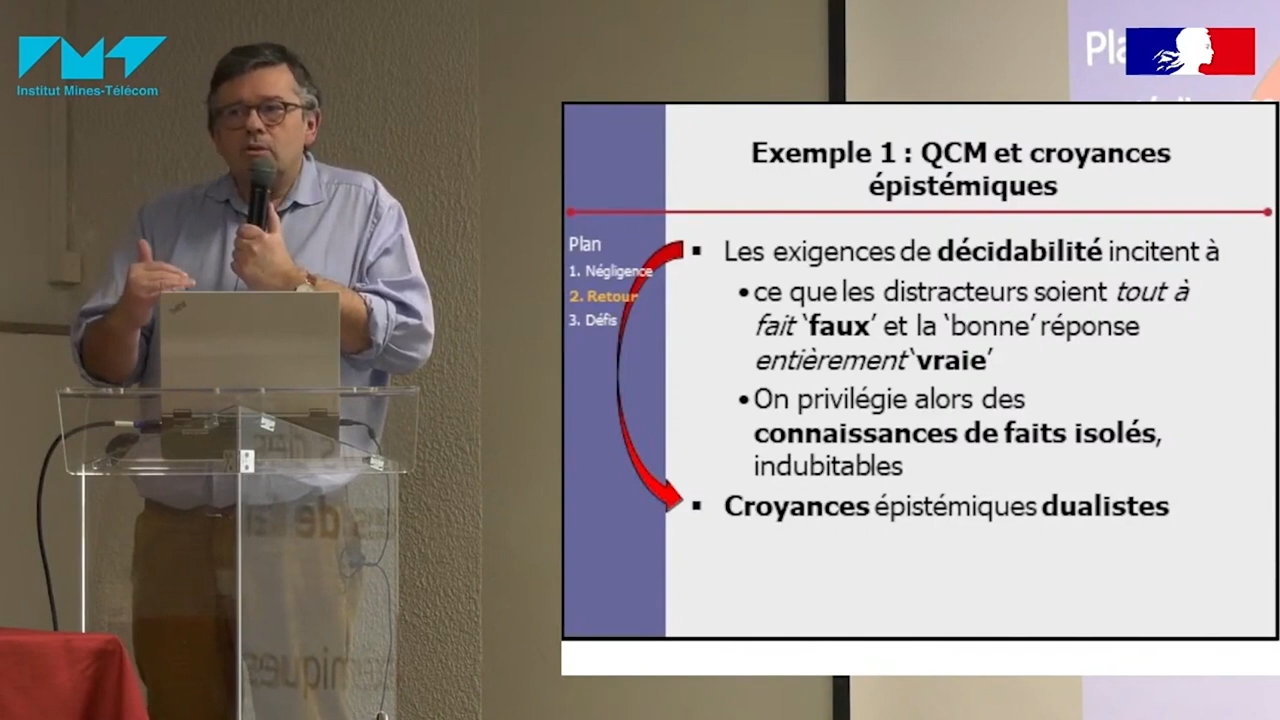 Institut Mines-Télécom
Pla
Exemple 1 : QCM et croyances
épistémiques
Plan
1. Négligence
2. Retour
3. Défis
▪ Les exigences de décidabilité incitent à
• ce que les distracteurs soient tout à
fait ‘faux’ et la ‘bonne’ réponse
entièrement ‘vraie’
• On privilégie alors des
connaissances de faits isolés,
indubitables
▪ Croyances épistémiques dualistes